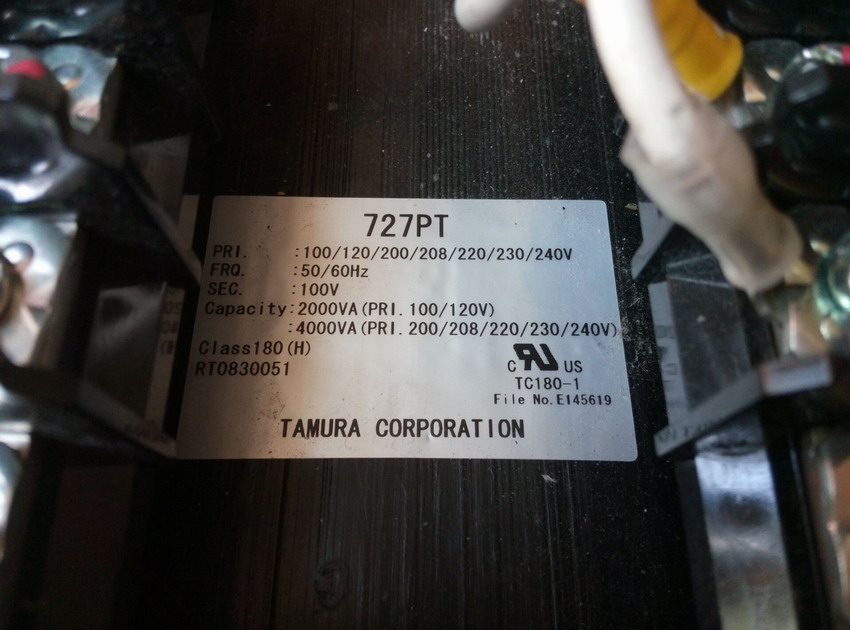 727PT
PRI. :100/120/200/208/220/230/240V
FRQ. :50/60Hz
SEC. :100V
Capacity:2000VA(PRI.100/120V)
:4000VA(PRI.200/208/220/230/240V)
Class180(H)
RT0830051
C US
TC180-1
File No.E145619
TAMURA CORPORATION